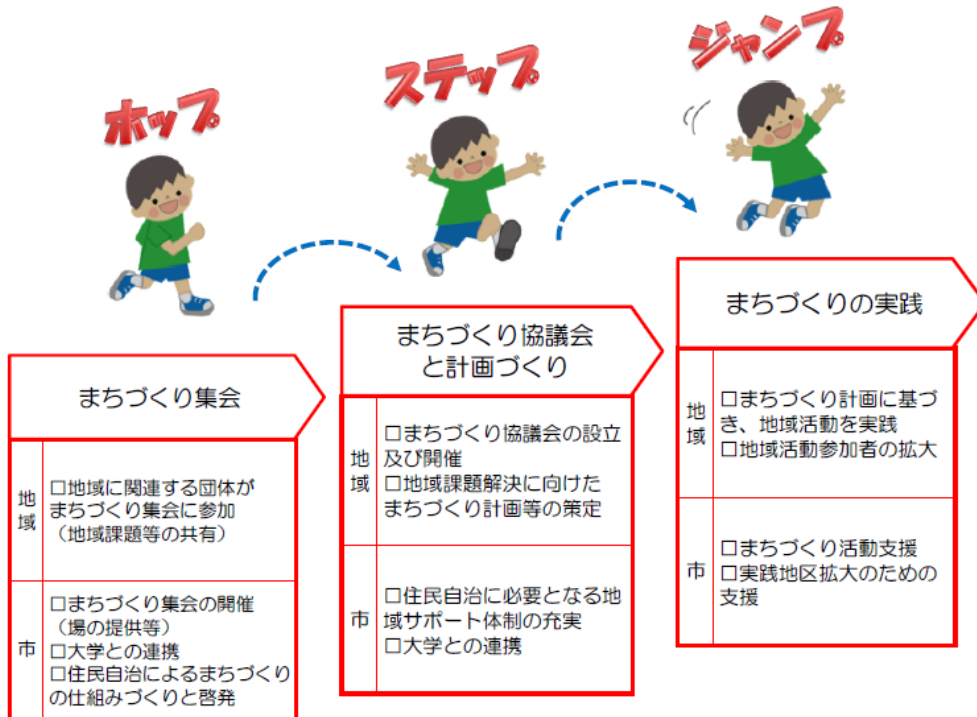 ホップ
ステップ
ジャンプ
まちづくり集会
地域
□地域に関連する団体が
まちづくり集会に参加
(地域課題等の共有)
市
□まちづくり集会の開催
(場の提供等)
□大学との連携
□住民自治によるまちづくり
の仕組みづくりと啓発
まちづくり協議会
と計画づくり
地域
□まちづくり協議会の設立
及び開催
□地域課題解決に向けた
まちづくり計画等の策定
市
□住民自治に必要となる地
域サポート体制の充実
□大学との連携
まちづくりの実践
地域
□まちづくり計画に基づ
き、地域活動を実践
□地域活動参加者の拡大
市
□まちづくり活動支援
□実践地区拡大のための
支援